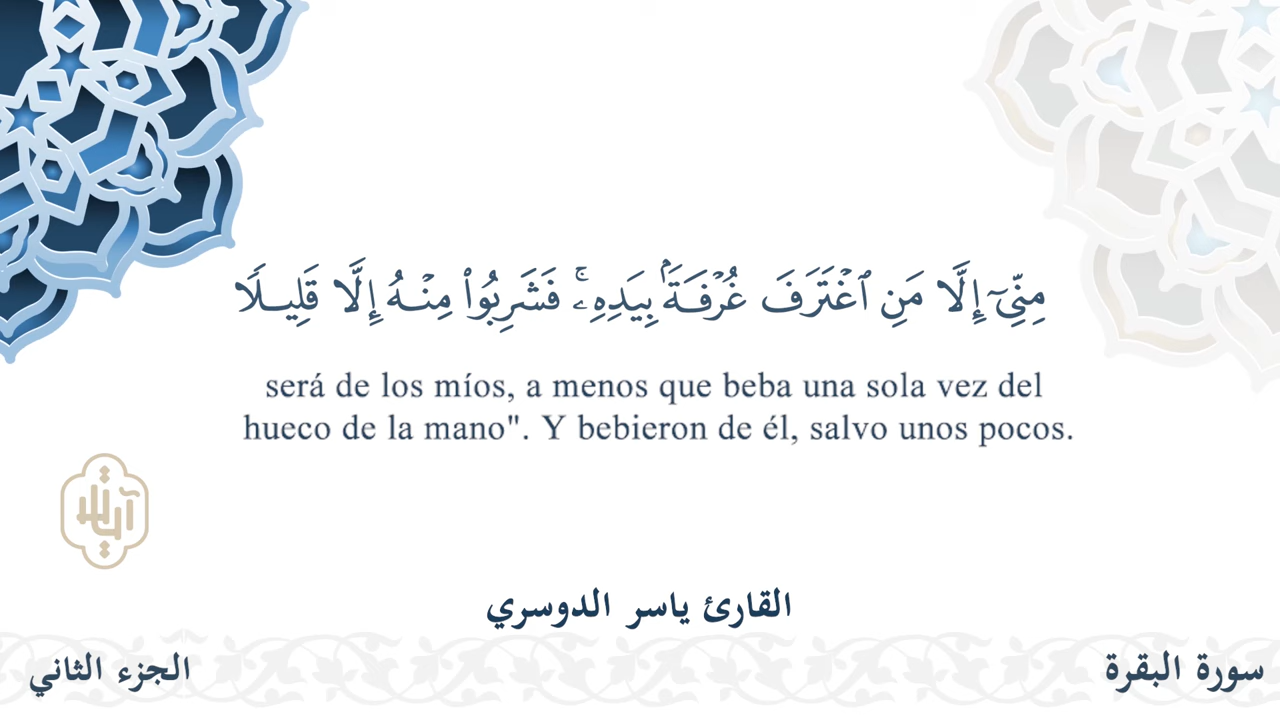 مِنِّيٓ إِلَّا مَنِ ٱغْتَرَفَ غُرْفَةَۢ بِيَدِهِۦۚ فَشَرِبُوا۟ مِنْهُ إِلَّا قَلِيلًا
será de los míos, a menos que beba una sola vez del
hueco de la mano". Y bebieron de él, salvo unos pocos.
القارئ ياسر الدوسري
سورة البقرة
الجزء الثاني